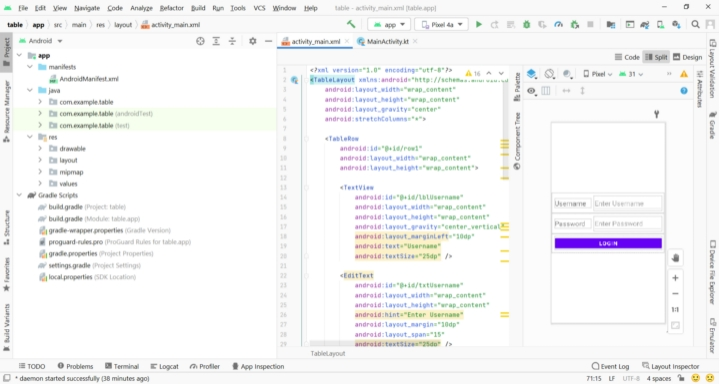 File Edit View Navigate Code Analyze Refactor Build Run Tools VCS Window Help table - activity_main.xml [table.app]
table app src main res layout activity_main.xml app Pixel 4a
Android activity_main.xml MainActivity.kt
Code Split Design
app
manifests
AndroidManifest.xml
java
com.example.table
com.example.table (androidTest)
com.example.table (test)
res
drawable
layout
mipmap
values
Gradle Scripts
build.gradle (Project: table)
build.gradle (Module: table.app)
gradle-wrapper.properties (Gradle Version)
proguard-rules.pro (ProGuard Rules for table.app)
gradle.properties (Project Properties)
settings.gradle (Project Settings)
local.properties (SDK Location)
Project
Resource Manager
Structure
Favorites
Build Variants
1 <?xml version="1.0" encoding="utf-8"?>
16
2 <TableLayout xmlns:android="http://schemas.android.co
3 android:layout_width="wrap_content"
4 android:layout_height="wrap_content"
5 android:layout_gravity="center"
6 android:stretchColumns="*">
7
8 <TableRow
9 android:id="@+id/row1"
10 android:layout_width="wrap_content"
11 android:layout_height="wrap_content">
12
13 <TextView
14 android:id="@+id/lblUsername"
15 android:layout_width="wrap_content"
16 android:layout_height="wrap_content"
17 android:layout_gravity="center_vertical
18 android:layout_marginLeft="10dp"
19 android:text="Username"
20 android:textSize="25dp" />
21
22 <EditText
23 android:id="@+id/txtUsername"
24 android:layout_width="wrap_content"
25 android:layout_height="wrap_content"
26 android:hint="Enter Username"
27 android:layout_margin="10dp"
28 android:layout_span="15"
29 android:textSize="25dp" />
TableLayout
Palette
Component Tree
Pixel 31
Username Enter Username
Password Enter Password
LOGIN
1:1
Attributes
Layout Validation
Gradle
Device File Explorer
Emulator
TODO Problems Terminal Logcat Profiler App Inspection Event Log Layout Inspector
* daemon started successfully (38 minutes ago) 71:15 LF UTF-8 4 spaces